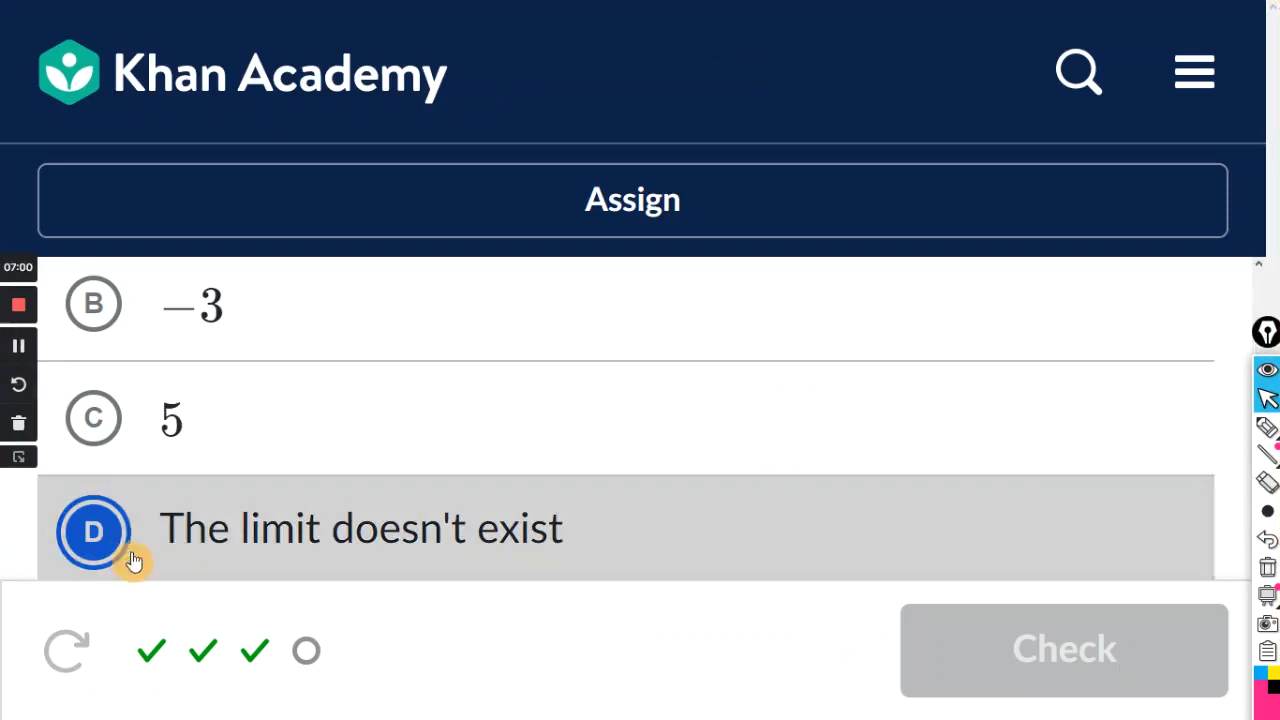 Khan Academy
Assign
07:00
B −3
C 5
D The limit doesn't exist
Check